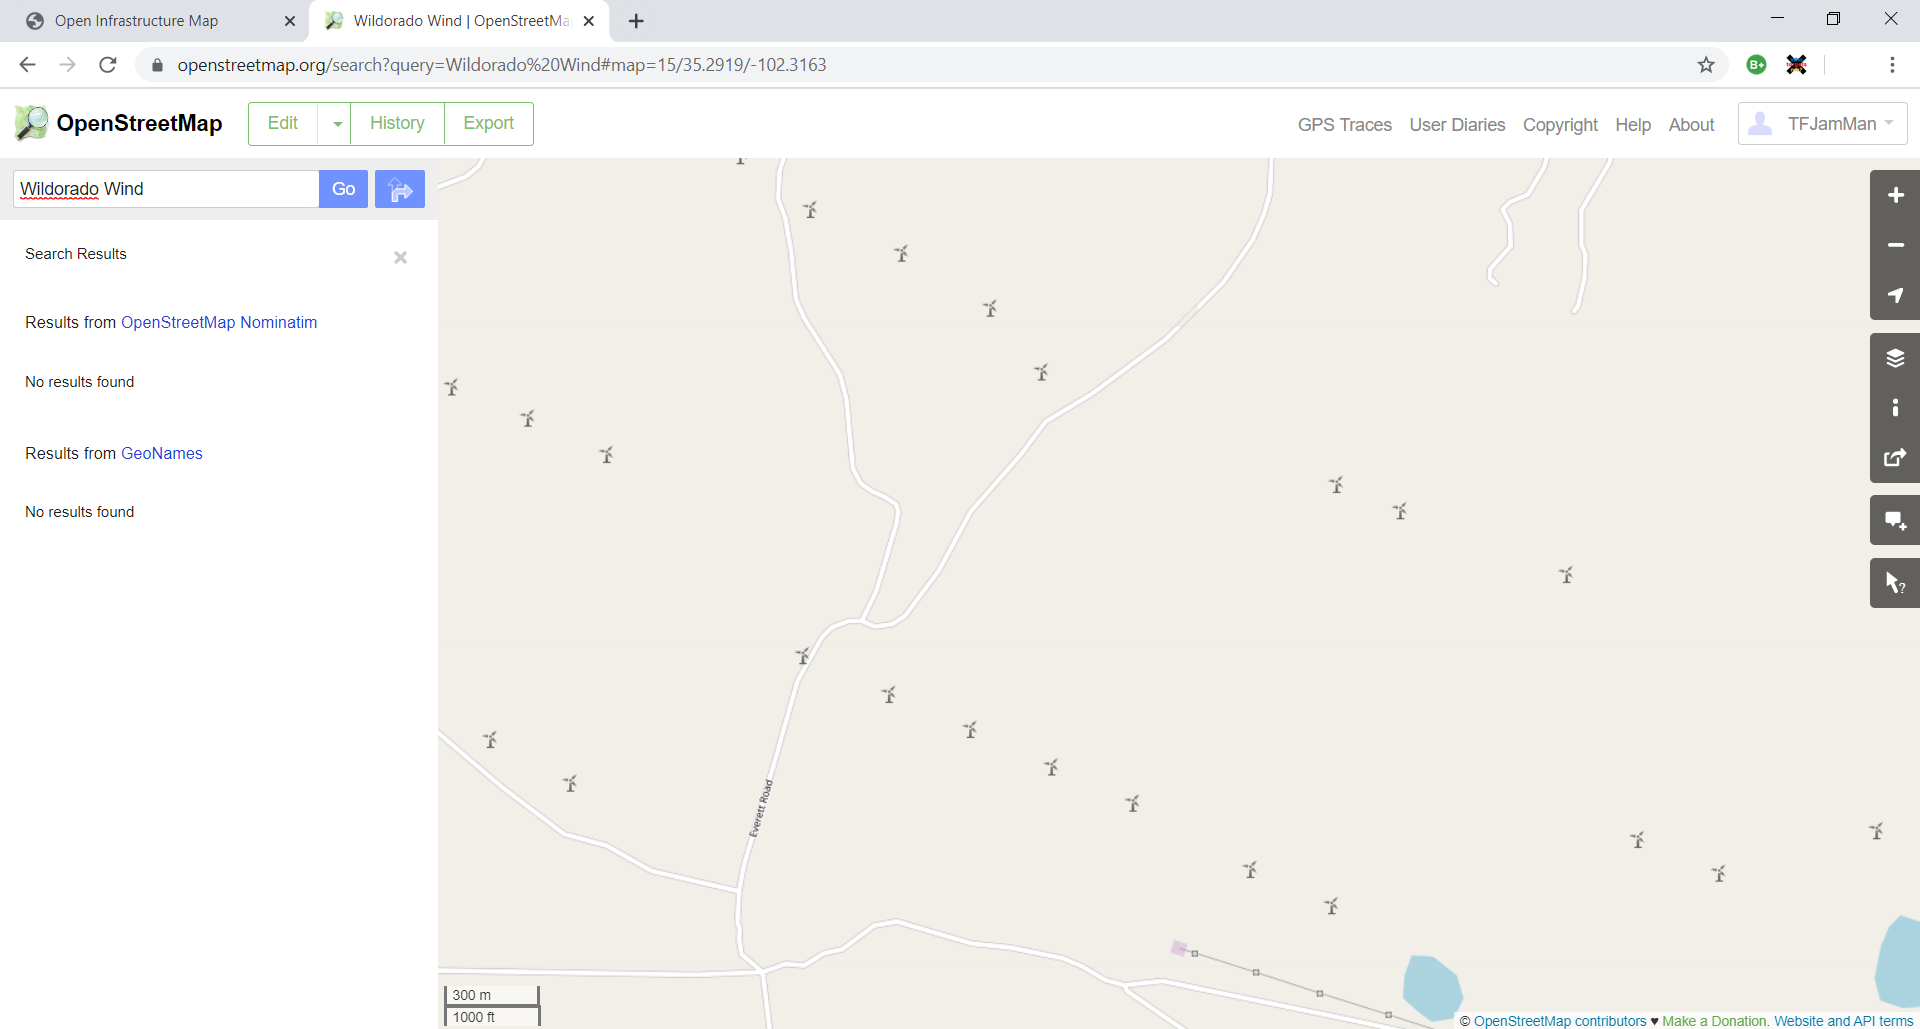 Open Infrastructure Map
Wildorado Wind | OpenStreetMa
openstreetmap.org/search?query=Wildorado%20Wind#map=15/35.2919/-102.3163
B+
OpenStreetMap
Edit
History
Export
GPS Traces
User Diaries
Copyright
Help
About
TFJamMan
Wildorado Wind
Go
Search Results
Results from OpenStreetMap Nominatim
No results found
Results from GeoNames
No results found
Everett Road
300 m
1000 ft
© OpenStreetMap contributors ♥ Make a Donation. Website and API terms